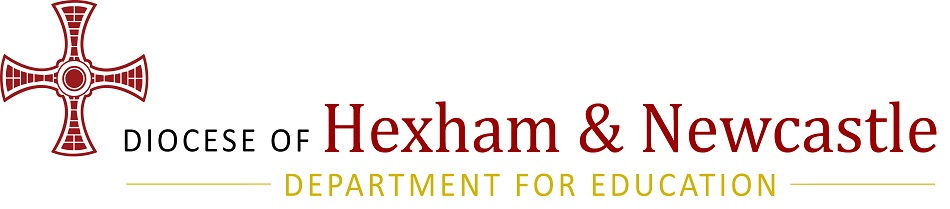 DIOCESE OF Hexham & Newcastle
DEPARTMENT FOR EDUCATION